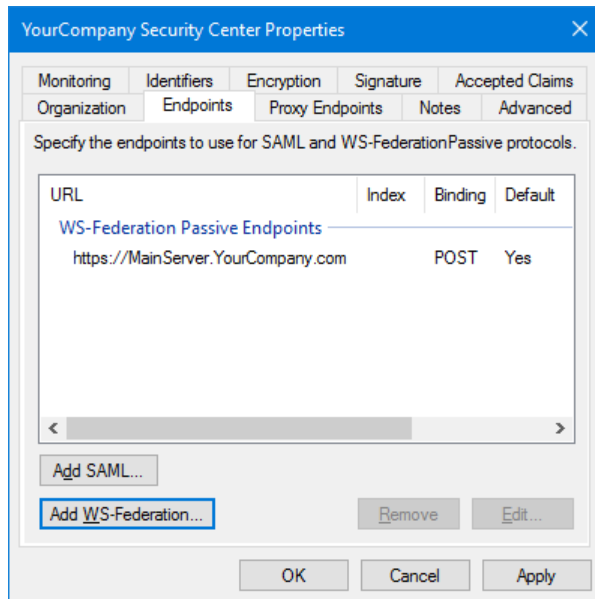 YourCompany Security Center Properties
Monitoring Identifiers Encryption Signature Accepted Claims
Organization Endpoints Proxy Endpoints Notes Advanced
Specify the endpoints to use for SAML and WS-FederationPassive protocols.
URL Index Binding Default
WS-Federation Passive Endpoints
https://MainServer.YourCompany.com POST Yes
Add SAML...
Add WS-Federation... Remove Edit...
OK Cancel Apply